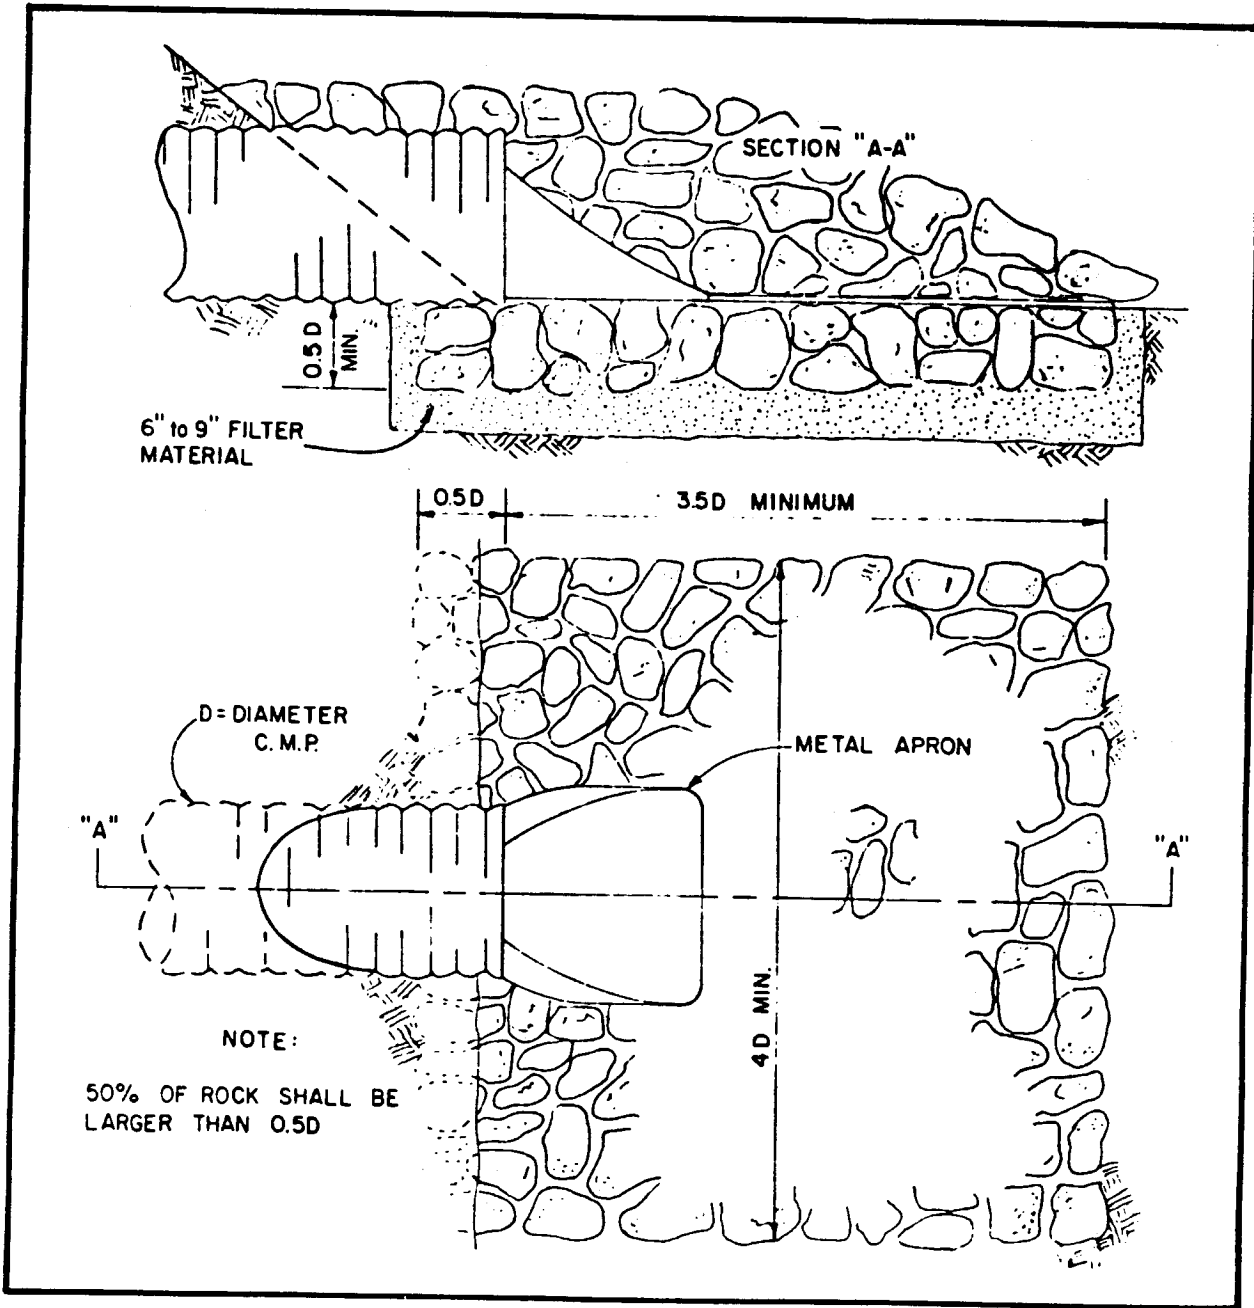 SECTION "A-A"
0.5 D
MIN.
6" to 9" FILTER
MATERIAL
0.5D
3.5D MINIMUM
D=DIAMETER
C.M.P.
METAL APRON
"A"
"A"
4D MIN.
NOTE:
50% OF ROCK SHALL BE
LARGER THAN 0.5D